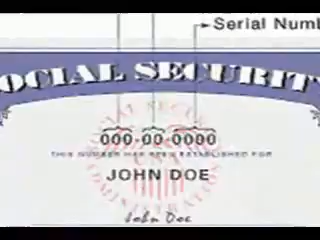 Serial Numb
OCIAL SECURIT
000-00-0000
THIS NUMBER HAS BEEN ESTABLISHED FOR
JOHN DOE
John Doe